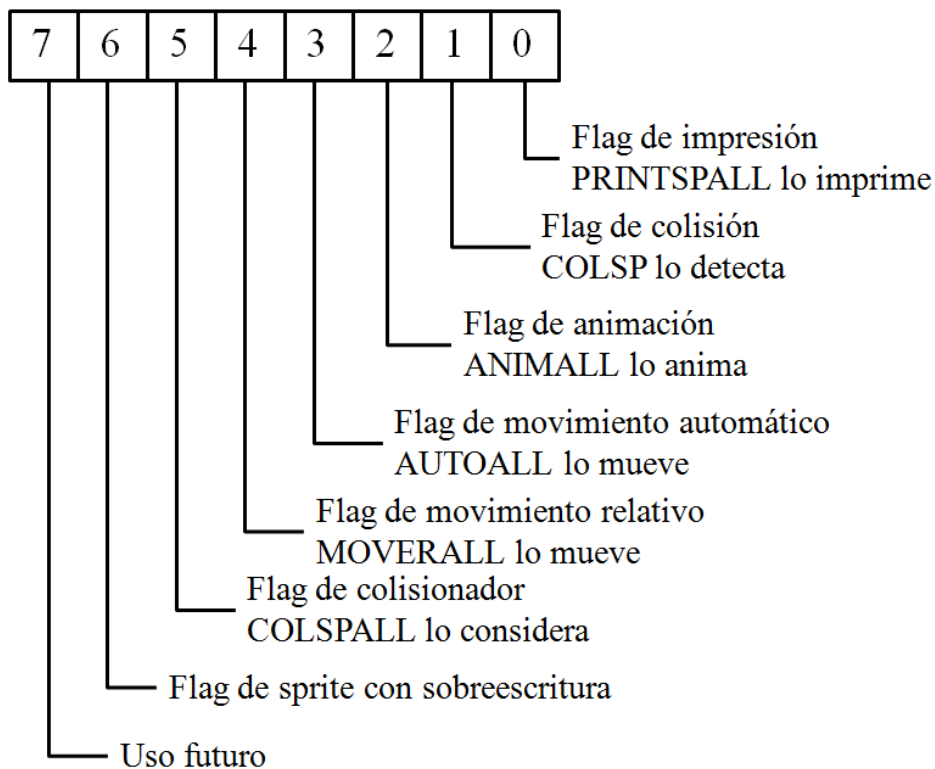 7 6 5 4 3 2 1 0
Flag de impresión
PRINTSPALL lo imprime
Flag de colisión
COLSP lo detecta
Flag de animación
ANIMALL lo anima
Flag de movimiento automático
AUTOALL lo mueve
Flag de movimiento relativo
MOVERALL lo mueve
Flag de colisionador
COLSPALL lo considera
Flag de sprite con sobreescritura
Uso futuro